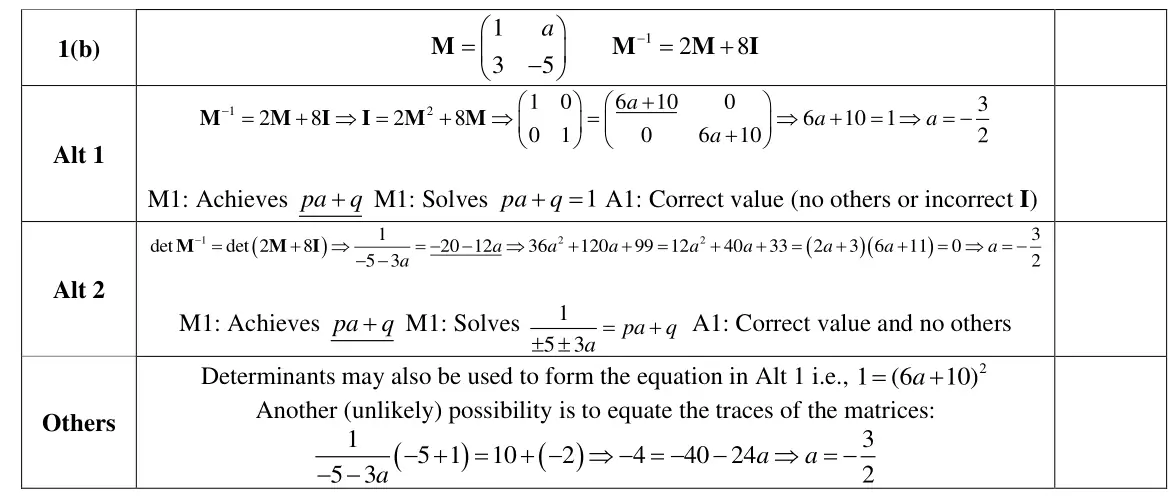 1(b)
M = ( 1 a ; 3 −5 ) M⁻¹ = 2M + 8I
Alt 1
M⁻¹ = 2M + 8I ⇒ I = 2M² + 8M ⇒ ( 1 0 ; 0 1 ) = ( 6a + 10 0 ; 0 6a + 10 ) ⇒ 6a + 10 = 1 ⇒ a = −3/2
M1: Achieves pa + q M1: Solves pa + q = 1 A1: Correct value (no others or incorrect I)
Alt 2
det M⁻¹ = det (2M + 8I) ⇒ 1/(−5 − 3a) = −20 − 12a ⇒ 36a² + 120a + 99 = 12a² + 40a + 33 = (2a + 3)(6a + 11) = 0 ⇒ a = −3/2
M1: Achieves pa + q M1: Solves 1/(±5 ± 3a) = pa + q A1: Correct value and no others
Others
Determinants may also be used to form the equation in Alt 1 i.e., 1 = (6a + 10)²
Another (unlikely) possibility is to equate the traces of the matrices:
1/(−5 − 3a) (−5 + 1) = 10 + (−2) ⇒ −4 = −40 − 24a ⇒ a = −3/2